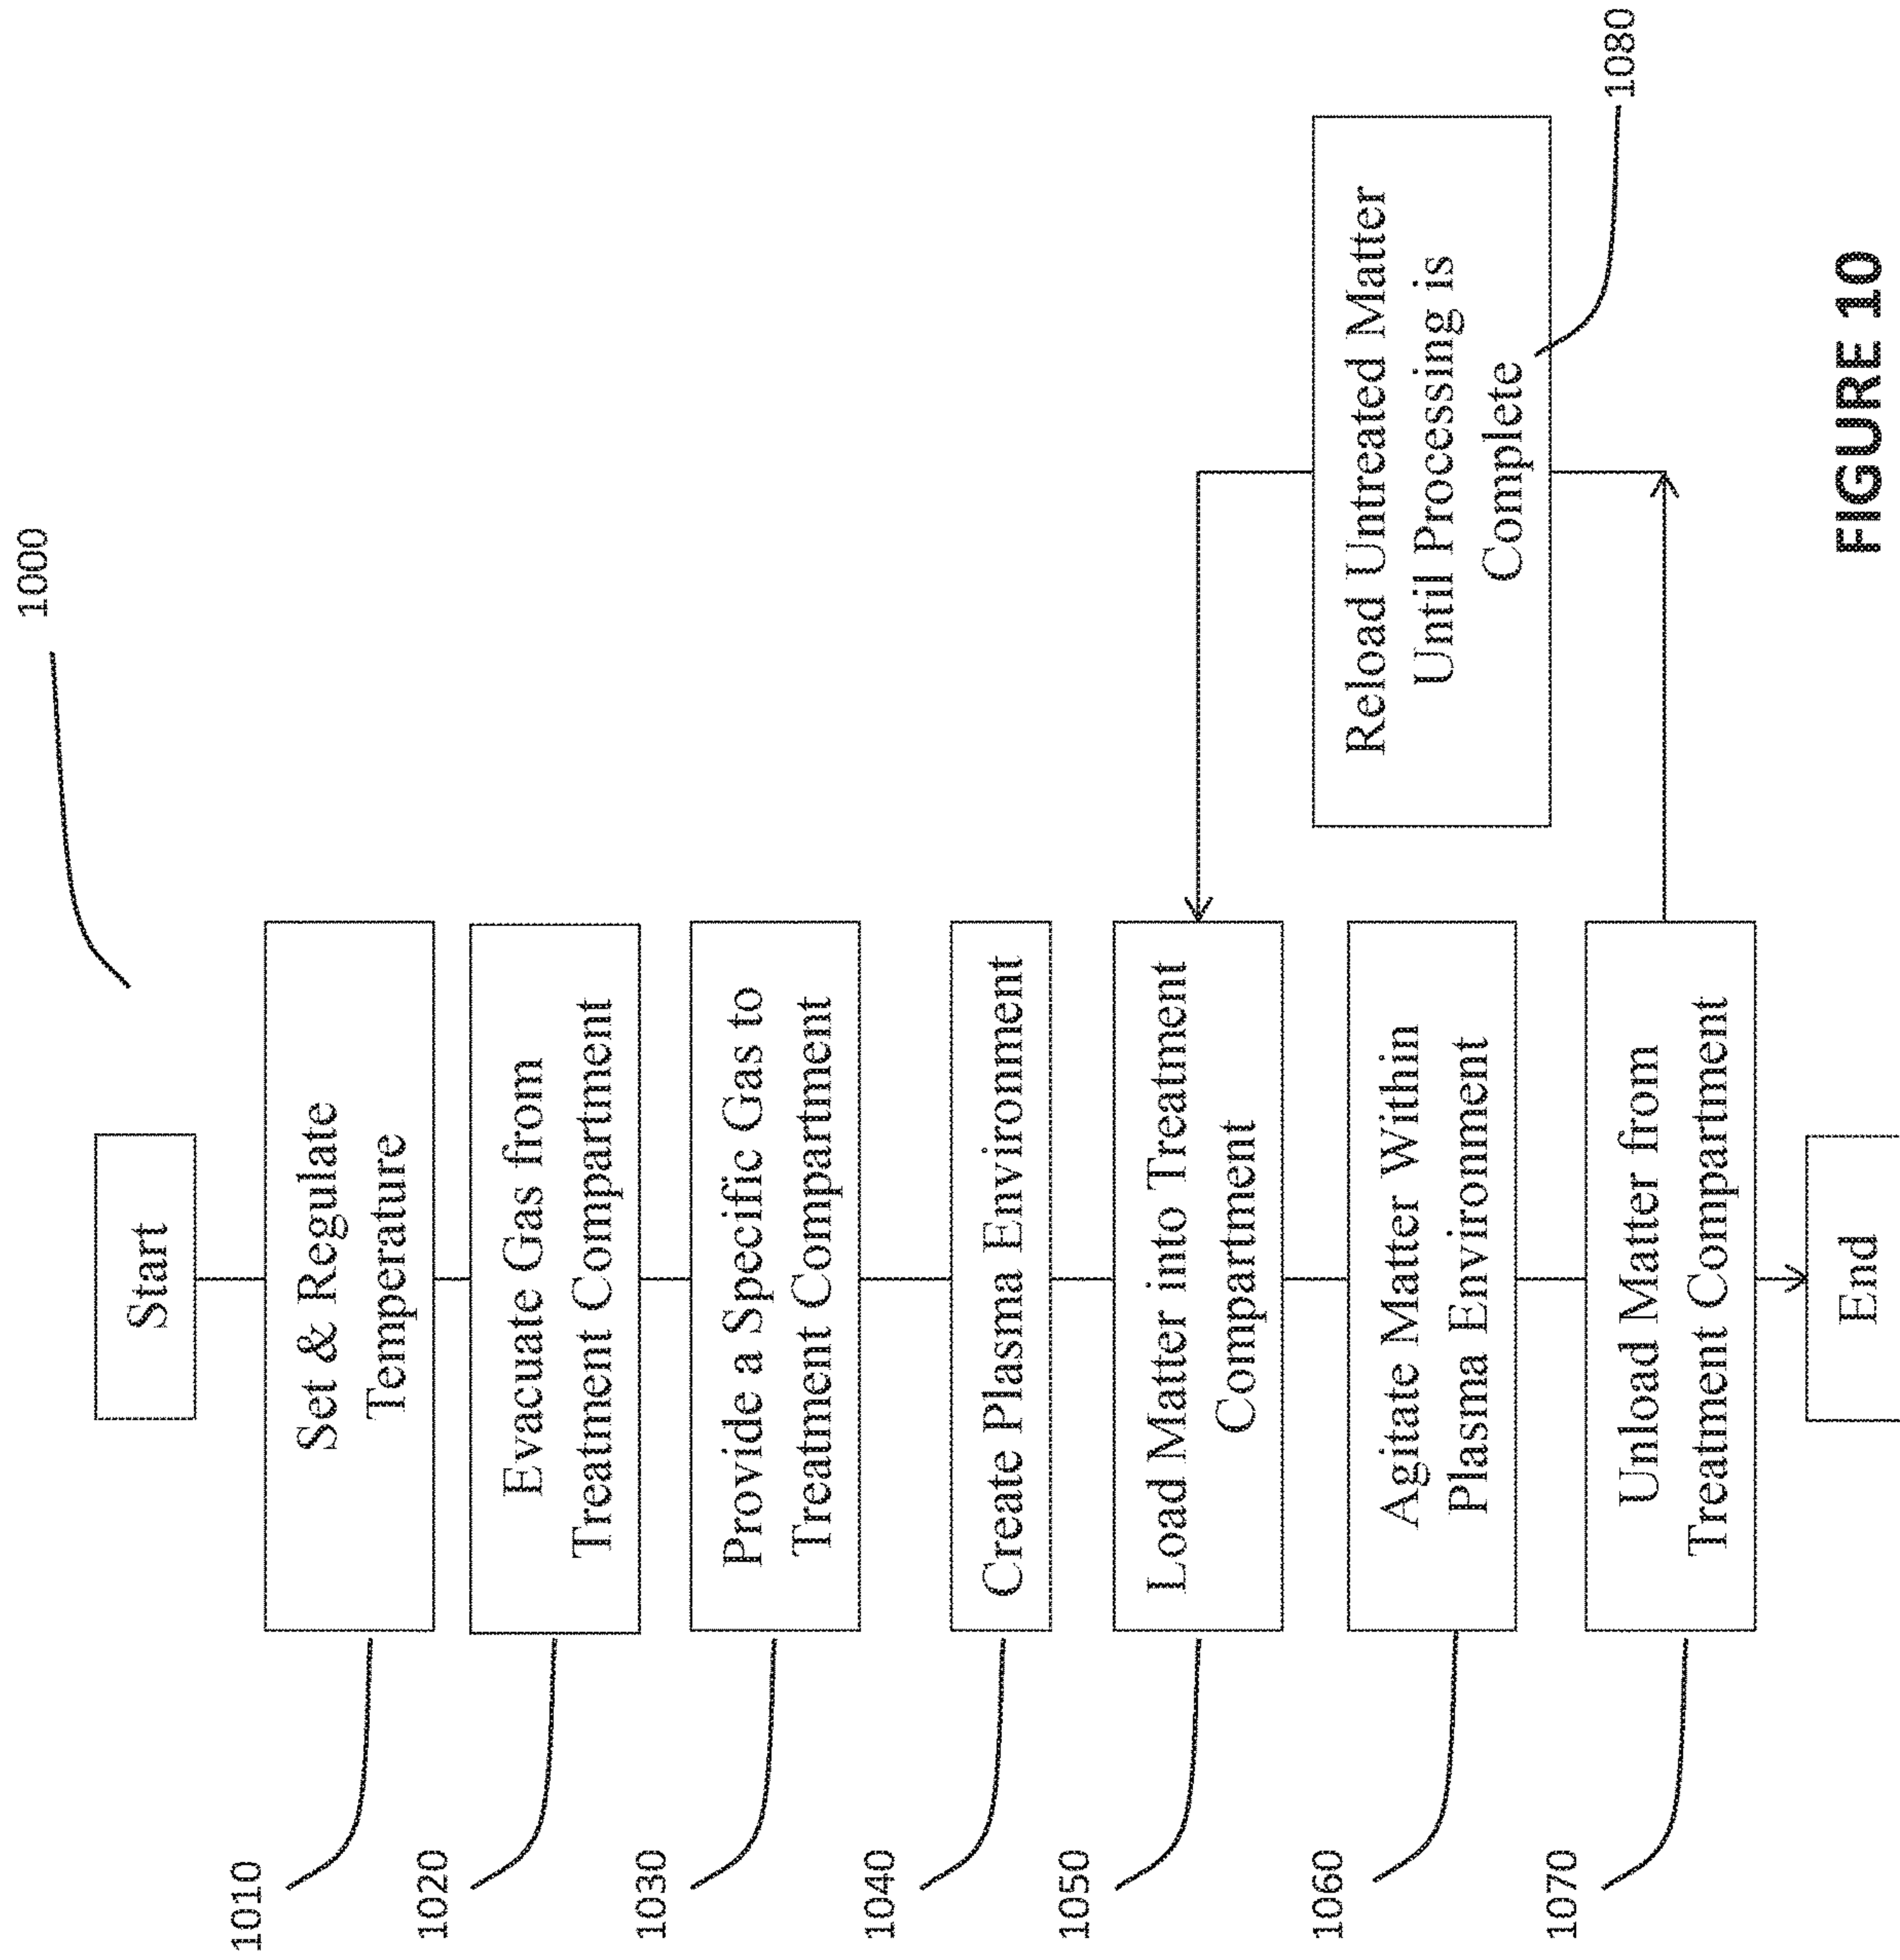 1000
Start
1010
Set & Regulate
Temperature
1020
Evacuate Gas from
Treatment Compartment
1030
Provide a Specific Gas to
Treatment Compartment
1040
Create Plasma Environment
1050
Load Matter into Treatment
Compartment
1060
Agitate Matter Within
Plasma Environment
1070
Unload Matter from
Treatment Compartment
Reload Untreated Matter
Until Processing is
Complete
1080
End
FIGURE 10